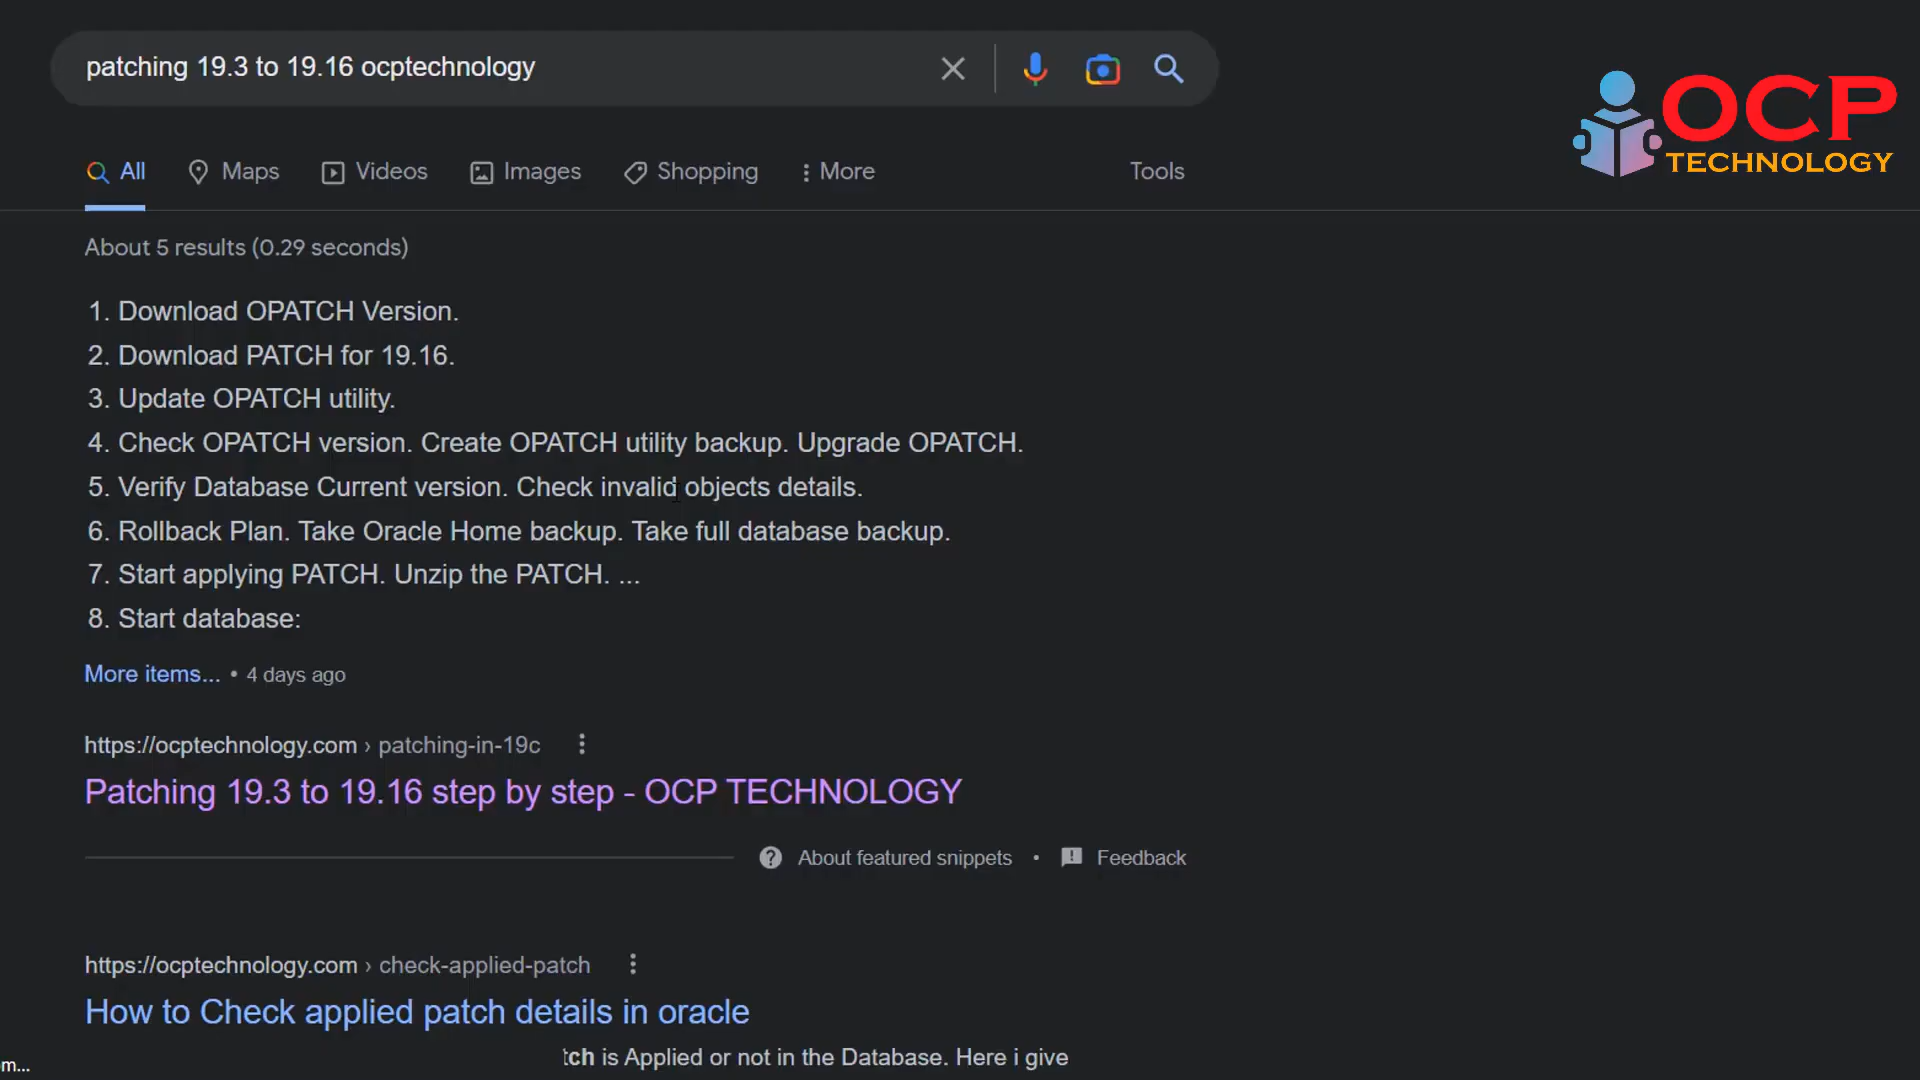 patching 19.3 to 19.16 ocptechnology
OCP
TECHNOLOGY
All
Maps
Videos
Images
Shopping
More
Tools
About 5 results (0.29 seconds)
1. Download OPATCH Version.
2. Download PATCH for 19.16.
3. Update OPATCH utility.
4. Check OPATCH version. Create OPATCH utility backup. Upgrade OPATCH.
5. Verify Database Current version. Check invalid objects details.
6. Rollback Plan. Take Oracle Home backup. Take full database backup.
7. Start applying PATCH. Unzip the PATCH. ...
8. Start database:
More items... • 4 days ago
https://ocptechnology.com › patching-in-19c
Patching 19.3 to 19.16 step by step - OCP TECHNOLOGY
About featured snippets • Feedback
https://ocptechnology.com › check-applied-patch
How to Check applied patch details in oracle
tch is Applied or not in the Database. Here i give
m...